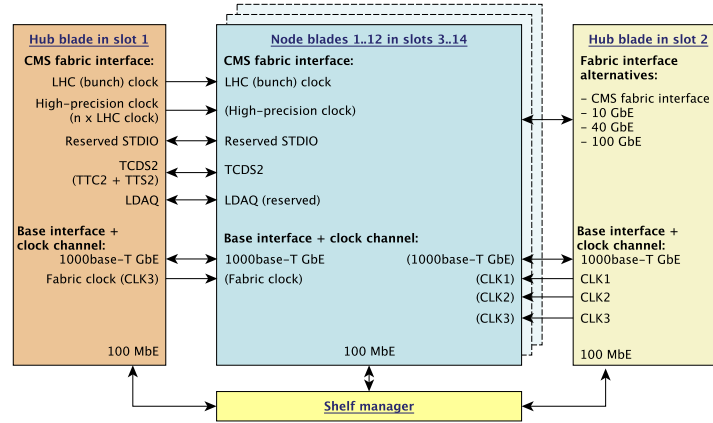 Hub blade in slot 1
CMS fabric interface:
LHC (bunch) clock
High-precision clock
(n x LHC clock)
Reserved STDIO
TCDS2
(TTC2 + TTS2)
LDAQ
Base interface +
clock channel:
1000base-T GbE
Fabric clock (CLK3)
100 MbE
Node blades 1..12 in slots 3..14
CMS fabric interface:
LHC (bunch) clock
(High-precision clock)
Reserved STDIO
TCDS2
LDAQ (reserved)
Base interface + clock channel:
1000base-T GbE (1000base-T GbE)
(Fabric clock) (CLK1)
(CLK2)
(CLK3)
100 MbE
Hub blade in slot 2
Fabric interface
alternatives:
– CMS fabric interface
– 10 GbE
– 40 GbE
– 100 GbE
Base interface +
clock channel:
1000base-T GbE
CLK1
CLK2
CLK3
100 MbE
Shelf manager